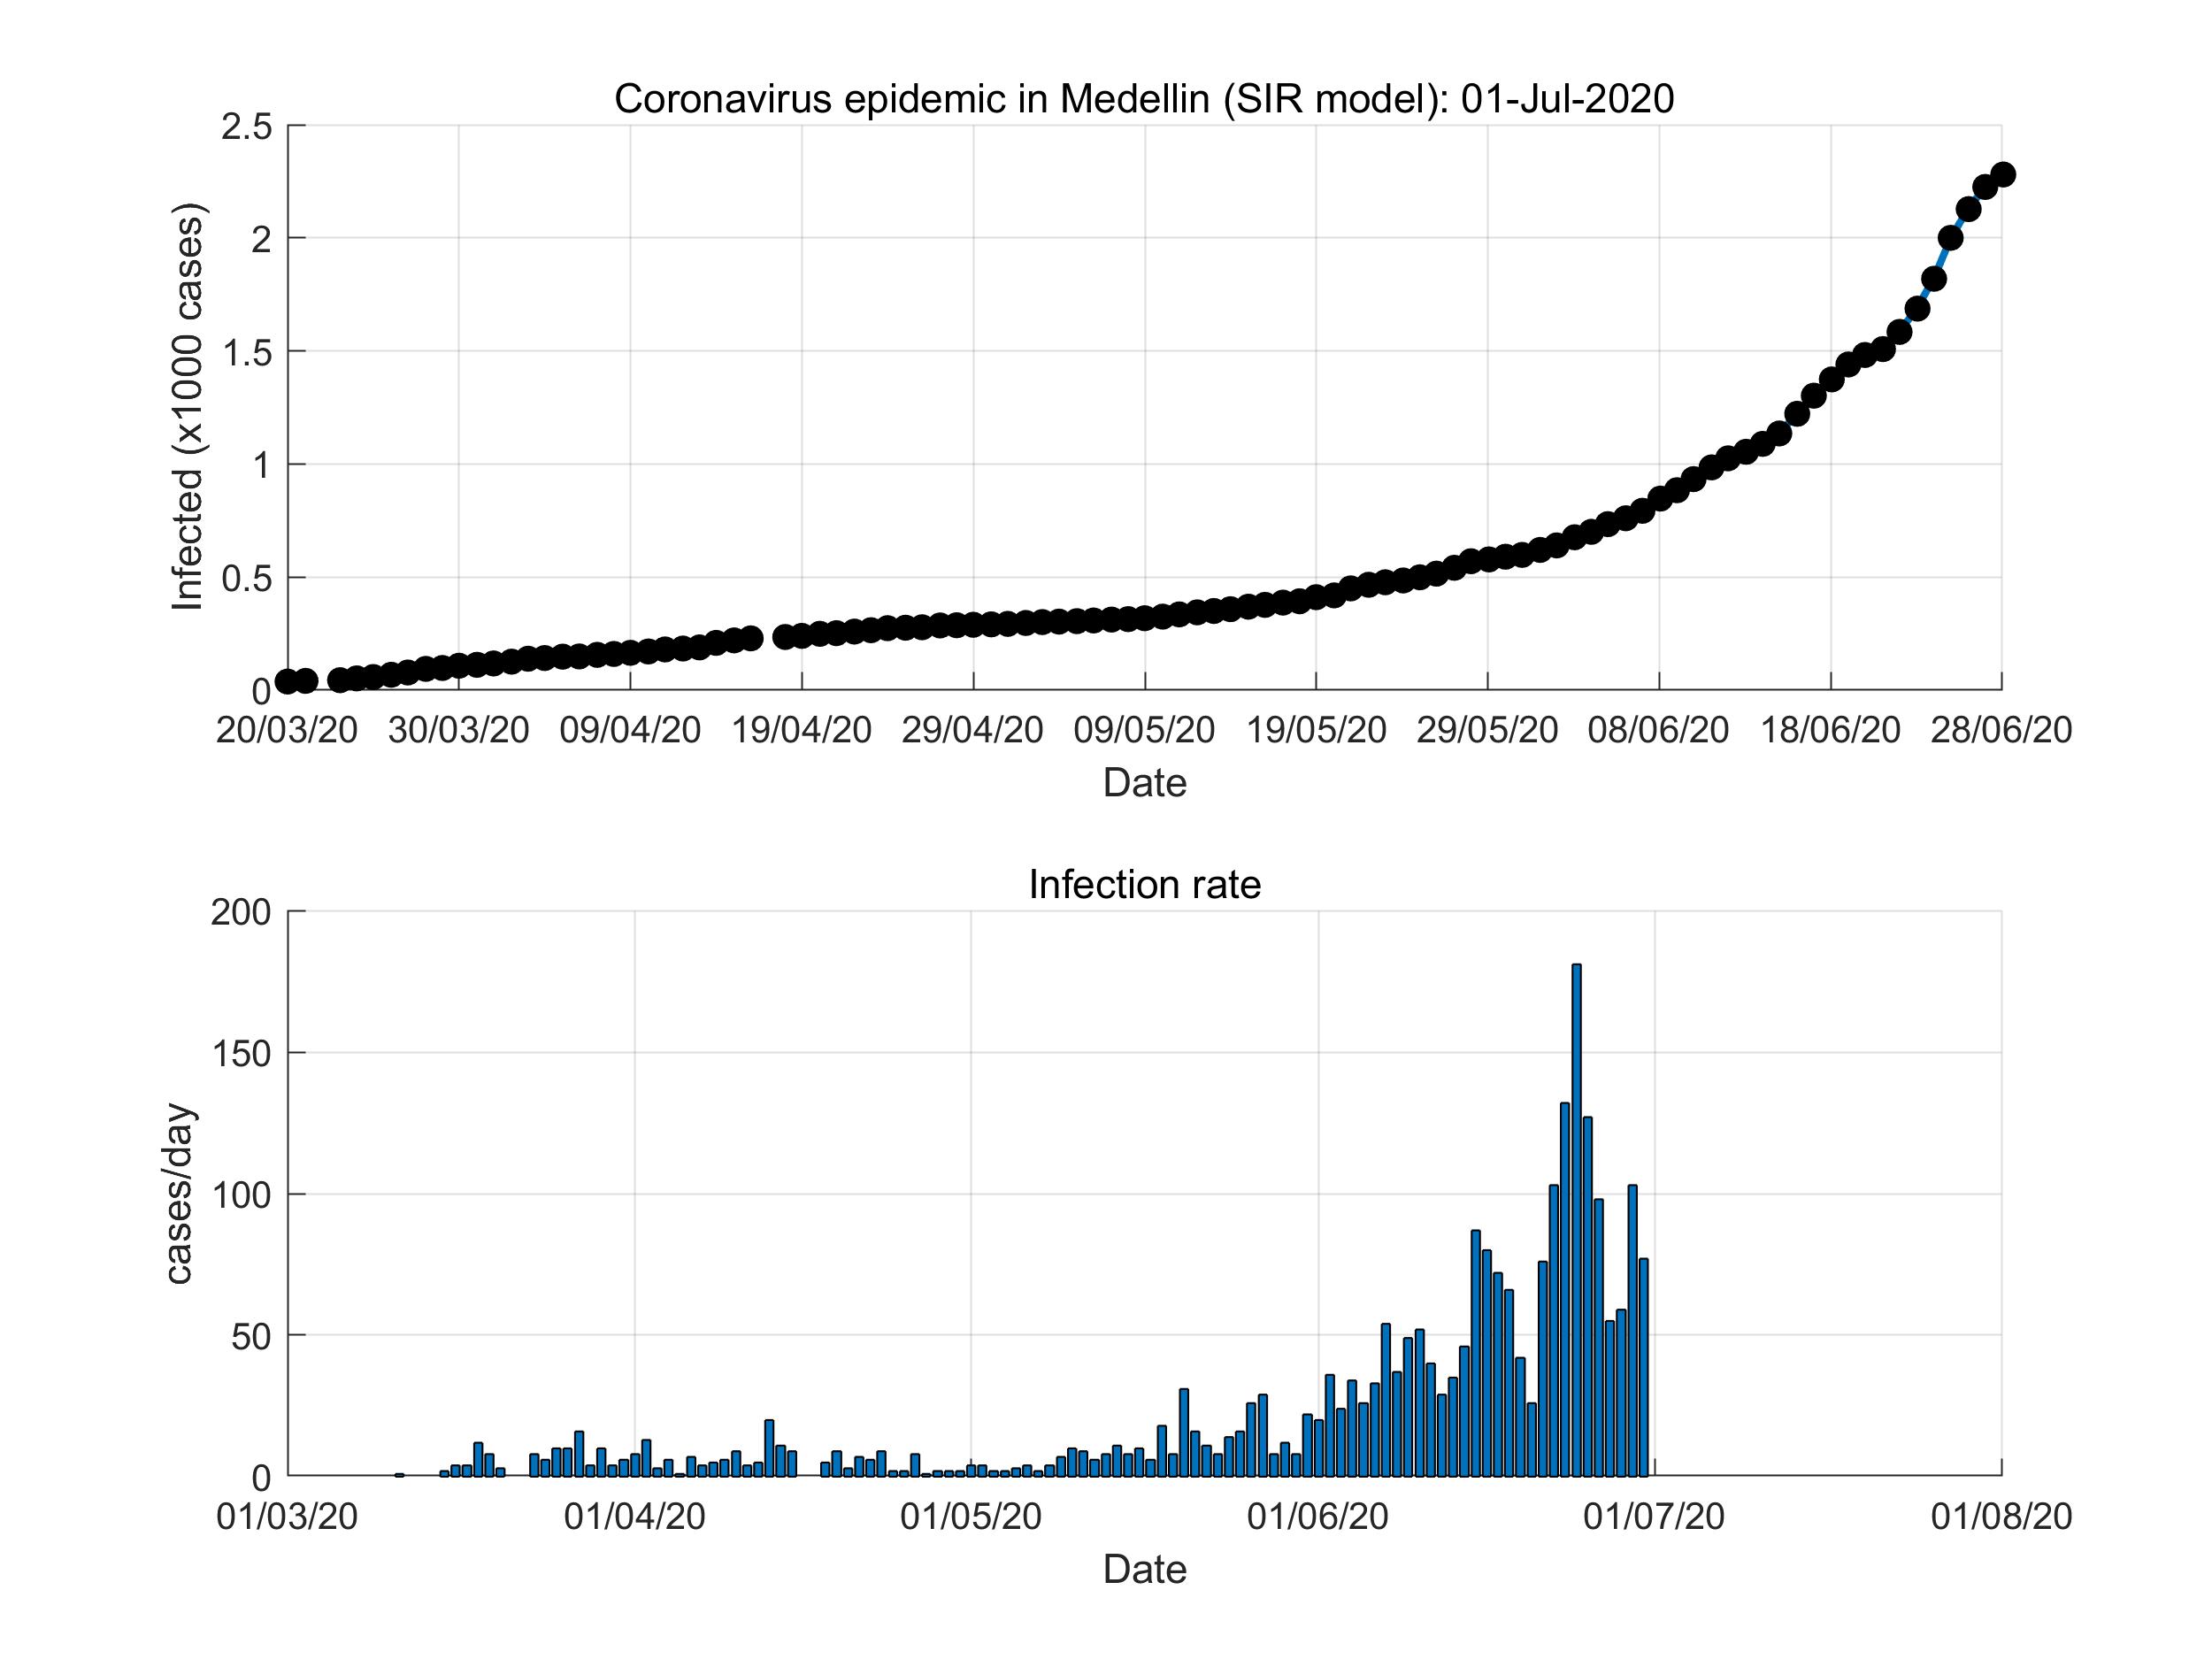 Coronavirus epidemic in Medellin (SIR model): 01-Jul-2020
2.5
2
1.5
1
0.5
0
Infected (x1000 cases)
20/03/20 30/03/20 09/04/20 19/04/20 29/04/20 09/05/20 19/05/20 29/05/20 08/06/20 18/06/20 28/06/20
Date
Infection rate
200
150
100
50
0
cases/day
01/03/20 01/04/20 01/05/20 01/06/20 01/07/20 01/08/20
Date